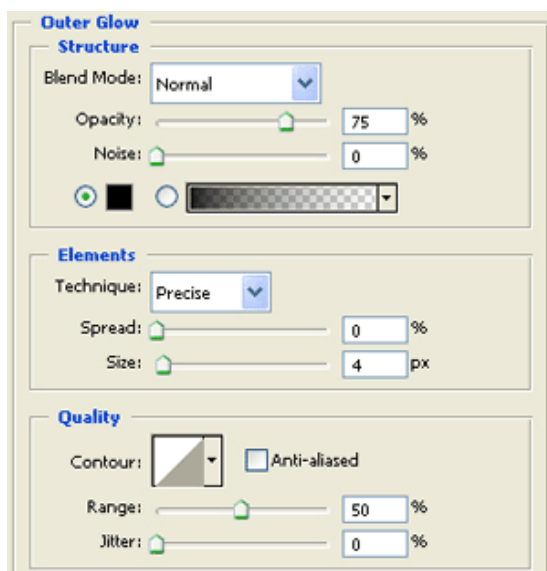 Outer Glow
Structure
Blend Mode: Normal
Opacity: 75 %
Noise: 0 %
Elements
Technique: Precise
Spread: 0 %
Size: 4 px
Quality
Contour: Anti-aliased
Range: 50 %
Jitter: 0 %